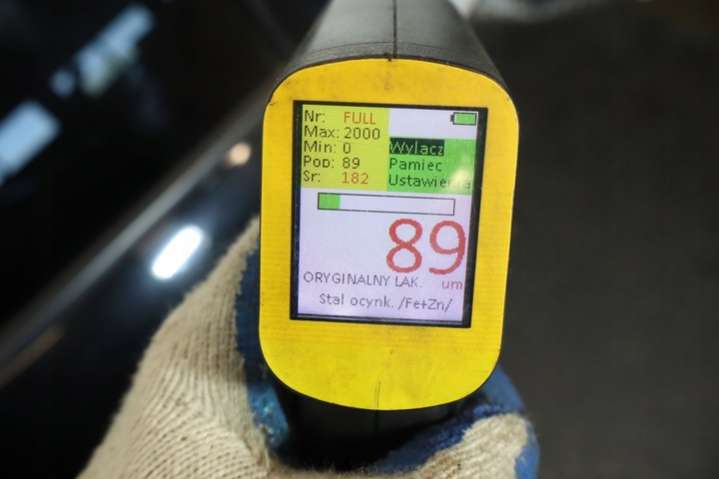 Nr: FULL
Max: 2000
Min: 0
Pop: 89
Sr: 182
Wylacz
Pamiec
Ustawienia
89
ORYGINALNY LAK. um
Stal ocynk. /Fe+Zn/